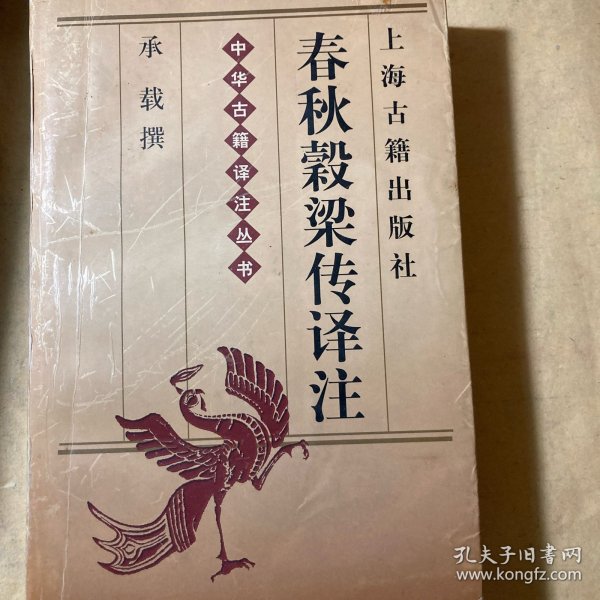 上海古籍出版社
春秋穀梁传译注
中华古籍译注丛书
承载撰
孔夫子旧书网
www.kongfz.com